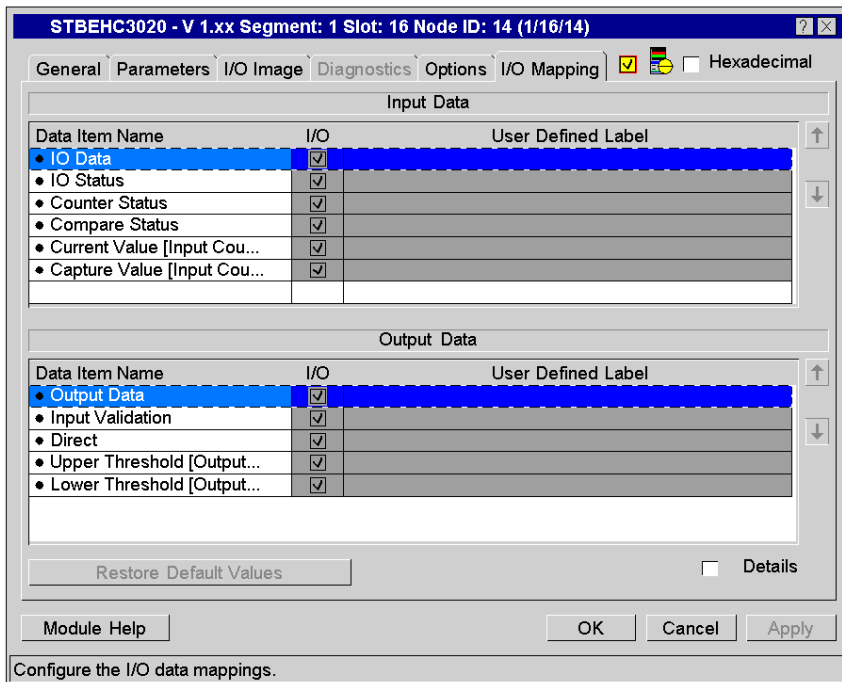 STBEHC3020 - V 1.xx Segment: 1 Slot: 16 Node ID: 14 (1/16/14)
General Parameters I/O Image Diagnostics Options I/O Mapping Hexadecimal
Input Data
Data Item Name I/O User Defined Label
IO Data
IO Status
Counter Status
Compare Status
Current Value [Input Cou...
Capture Value [Input Cou...
Output Data
Data Item Name I/O User Defined Label
Output Data
Input Validation
Direct
Upper Threshold [Output...
Lower Threshold [Output...
Restore Default Values Details
Module Help OK Cancel Apply
Configure the I/O data mappings.